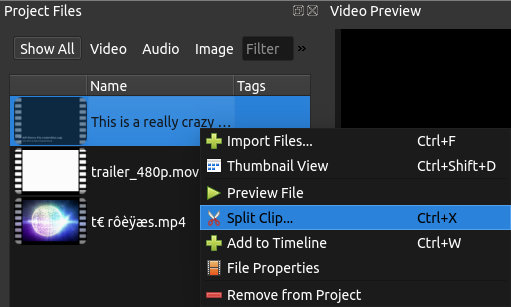 Project Files
Video Preview
Show All Video Audio Image Filter »
Name Tags
This is a really crazy ...
trailer_480p.mov
t€ rôèÿæs.mp4
Import Files... Ctrl+F
Thumbnail View Ctrl+Shift+D
Preview File
Split Clip... Ctrl+X
Add to Timeline Ctrl+W
File Properties
Remove from Project